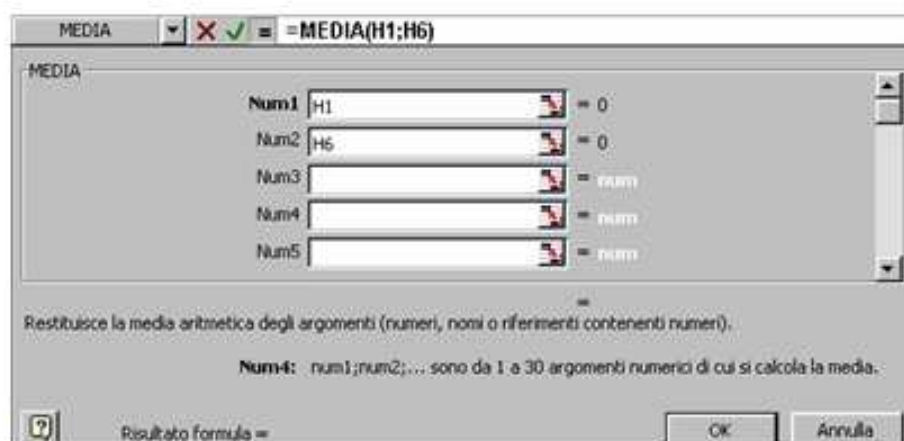 MEDIA = =MEDIA(H1;H6)
MEDIA
Num1 H1 = 0
Num2 H6 = 0
Num3 = num
Num4 = num
Num5 = num
=
Restituisce la media aritmetica degli argomenti (numeri, nomi o riferimenti contenenti numeri).
Num4: num1;num2;... sono da 1 a 30 argomenti numerici di cui si calcola la media.
? Risultato formula = OK Annulla